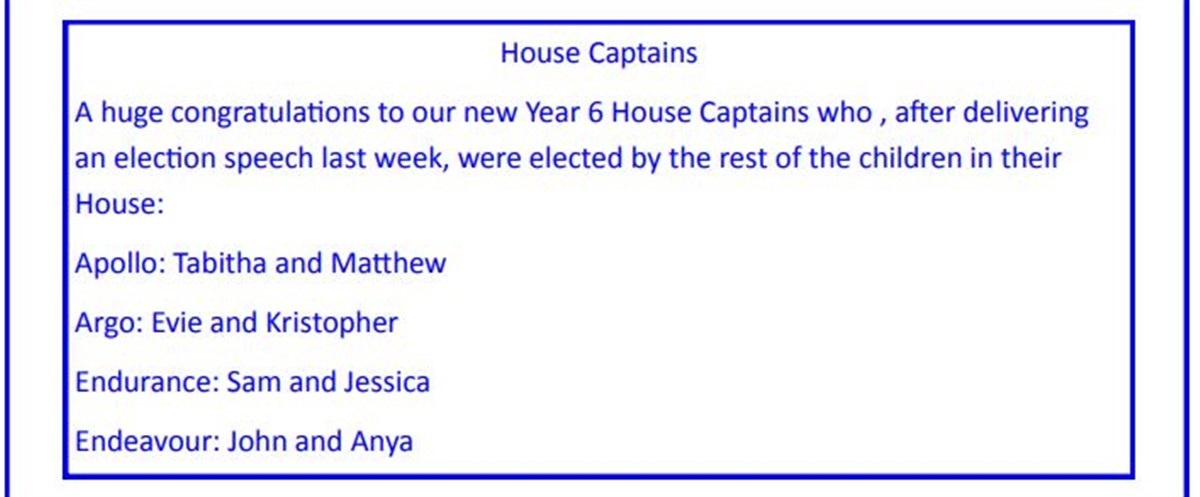 House Captains
A huge congratulations to our new Year 6 House Captains who , after delivering
an election speech last week, were elected by the rest of the children in their
House:
Apollo: Tabitha and Matthew
Argo: Evie and Kristopher
Endurance: Sam and Jessica
Endeavour: John and Anya